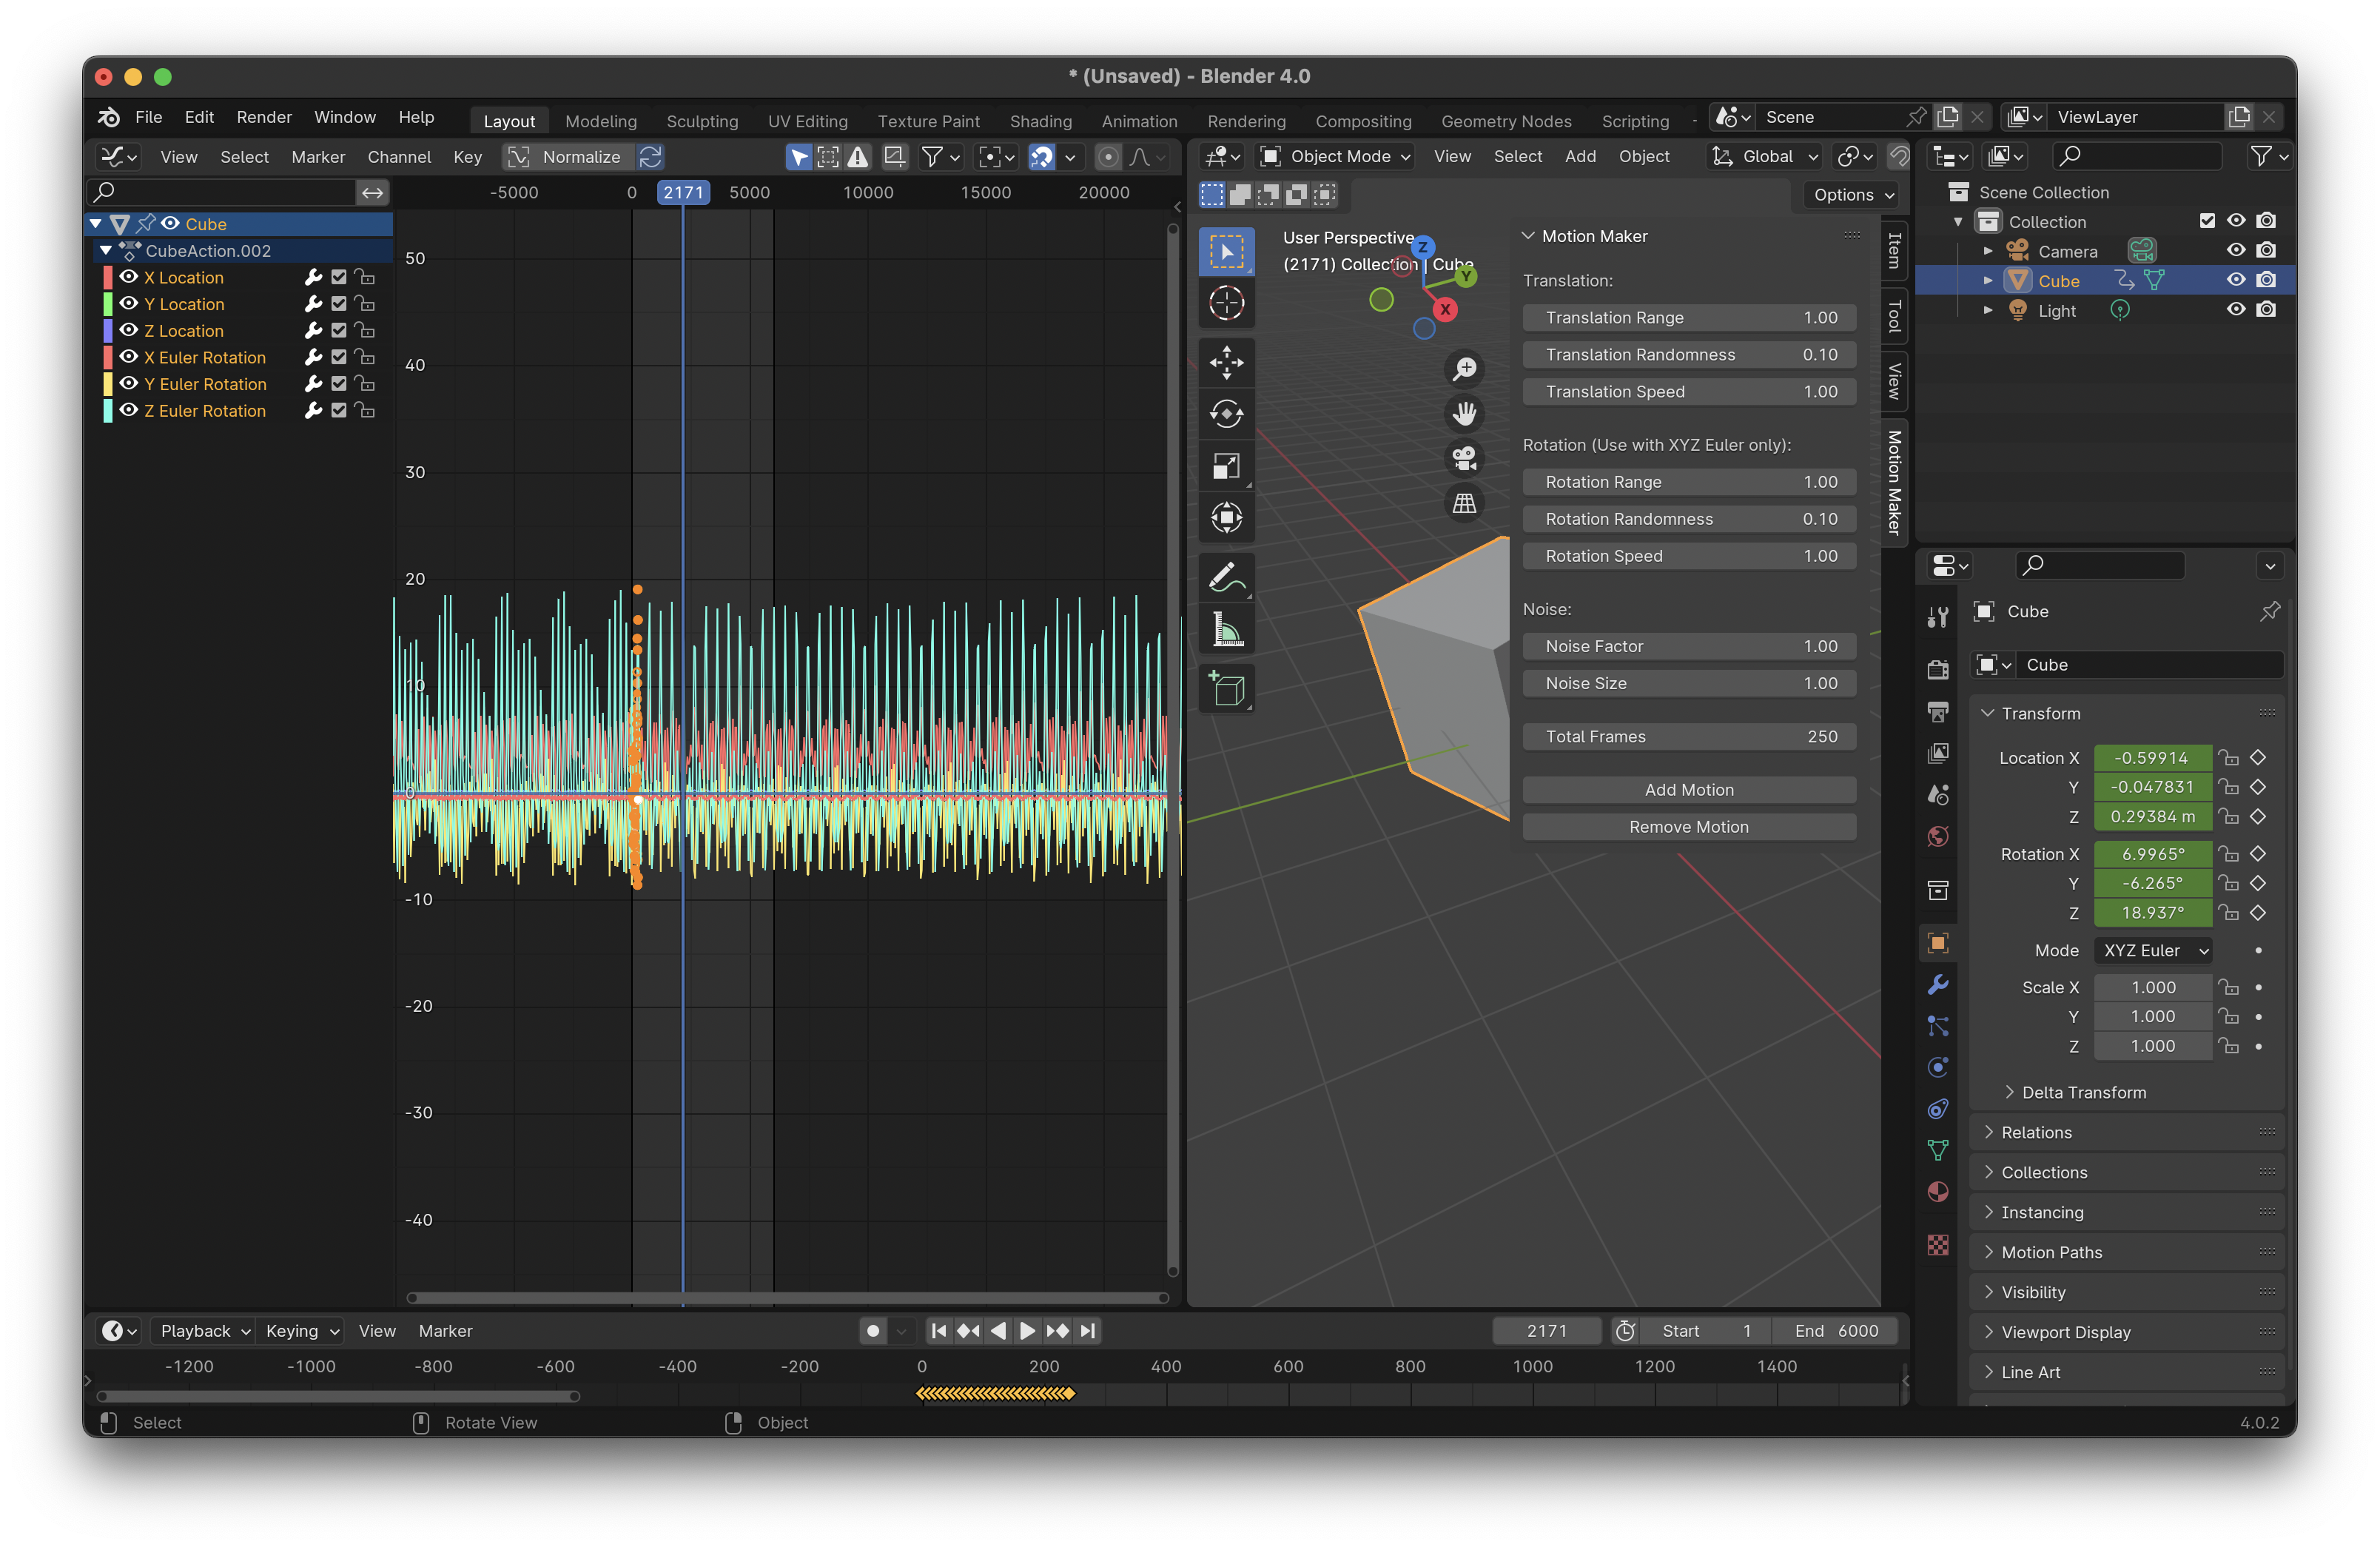 * (Unsaved) - Blender 4.0
File Edit Render Window Help Layout Modeling Sculpting UV Editing Texture Paint Shading Animation Rendering Compositing Geometry Nodes Scripting Scene ViewLayer
View Select Marker Channel Key Normalize
Object Mode View Select Add Object Global
Options
-5000 0 2171 5000 10000 15000 20000
Cube
CubeAction.002
X Location
Y Location
Z Location
X Euler Rotation
Y Euler Rotation
Z Euler Rotation
50
40
30
20
10
0
-10
-20
-30
-40
User Perspective
(2171) Collection | Cube
Z
Y
X
Motion Maker
Translation:
Translation Range 1.00
Translation Randomness 0.10
Translation Speed 1.00
Rotation (Use with XYZ Euler only):
Rotation Range 1.00
Rotation Randomness 0.10
Rotation Speed 1.00
Noise:
Noise Factor 1.00
Noise Size 1.00
Total Frames 250
Add Motion
Remove Motion
Item
Tool
View
Motion Maker
Scene Collection
Collection
Camera
Cube
Light
Cube
Cube
Transform
Location X -0.59914
Y -0.047831
Z 0.29384 m
Rotation X 6.9965°
Y -6.265°
Z 18.937°
Mode XYZ Euler
Scale X 1.000
Y 1.000
Z 1.000
Delta Transform
Relations
Collections
Instancing
Motion Paths
Visibility
Viewport Display
Line Art
Playback Keying View Marker 2171 Start 1 End 6000
-1200 -1000 -800 -600 -400 -200 0 200 400 600 800 1000 1200 1400
Select Rotate View Object 4.0.2